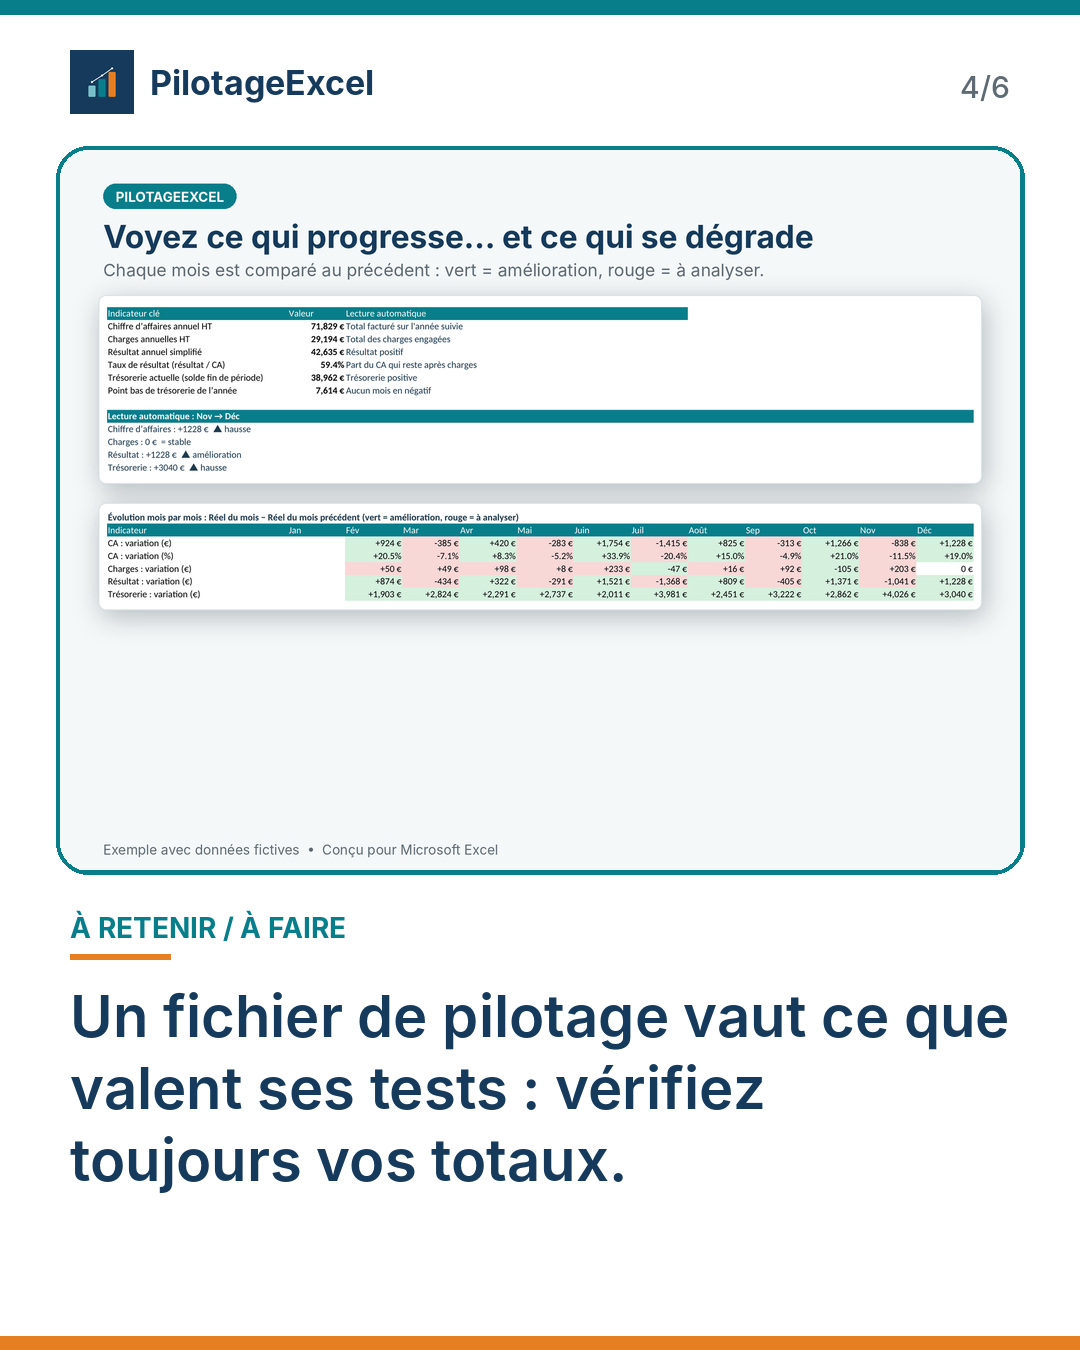 PilotageExcel
4/6
PILOTAGEEXCEL
Voyez ce qui progresse… et ce qui se dégrade
Chaque mois est comparé au précédent : vert = amélioration, rouge = à analyser.
Indicateur clé Valeur Lecture automatique
Chiffre d'affaires annuel HT 71,829 € Total facturé sur l'année suivie
Charges annuelles HT 29,194 € Total des charges engagées
Résultat annuel simplifié 42,635 € Résultat positif
Taux de résultat (résultat / CA) 59.4% Part du CA qui reste après charges
Trésorerie actuelle (solde fin de période) 38,962 € Trésorerie positive
Point bas de trésorerie de l'année 7,614 € Aucun mois en négatif
Lecture automatique : Nov → Déc
Chiffre d'affaires : +1228 € ▲ hausse
Charges : 0 € = stable
Résultat : +1228 € ▲ amélioration
Trésorerie : +3040 € ▲ hausse
Évolution mois par mois : Réel du mois − Réel du mois précédent (vert = amélioration, rouge = à analyser)
Indicateur Jan Fév Mar Avr Mai Juin Juil Août Sep Oct Nov Déc
CA : variation (€) +924 € -385 € +420 € -283 € +1,754 € -1,415 € +825 € -313 € +1,266 € -838 € +1,228 €
CA : variation (%) +20.5% -7.1% +8.3% -5.2% +33.9% -20.4% +15.0% -4.9% +21.0% -11.5% +19.0%
Charges : variation (€) +50 € +49 € +98 € +8 € +233 € -47 € +16 € +92 € -105 € +203 € 0 €
Résultat : variation (€) +874 € -434 € +322 € -291 € +1,521 € -1,368 € +809 € -405 € +1,371 € -1,041 € +1,228 €
Trésorerie : variation (€) +1,903 € +2,824 € +2,291 € +2,737 € +2,011 € +3,981 € +2,451 € +3,222 € +2,862 € +4,026 € +3,040 €
Exemple avec données fictives • Conçu pour Microsoft Excel
À RETENIR / À FAIRE
Un fichier de pilotage vaut ce que
valent ses tests : vérifiez
toujours vos totaux.